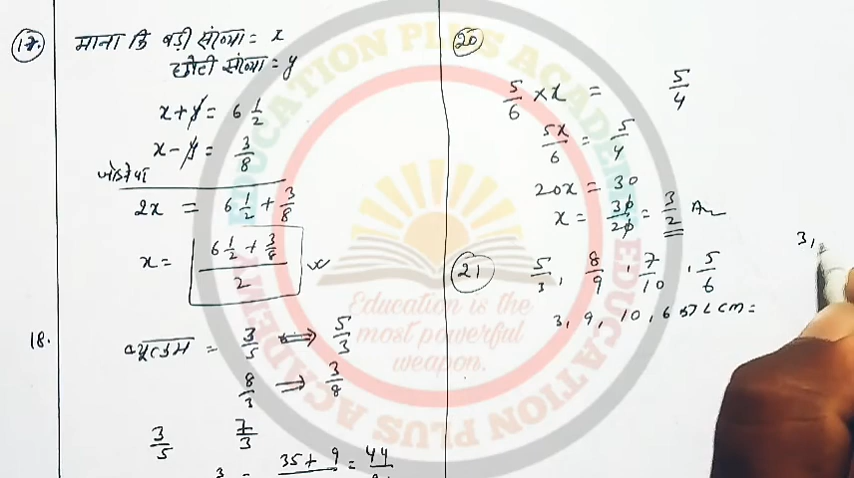 17. माना कि बड़ी संख्या = x
छोटी संख्या = y
x + y = 6 1/2
x - y = 3/8
जोड़ने पर
2x = 6 1/2 + 3/8
x = (6 1/2 + 3/8)/2
18. व्युत्क्रम = 3/5 ⇔ 5/3
8/3 ⇒ 3/8
3/5 7/3
35 + 9 = 44
20
5/6 × x = 5/4
5x/6 = 5/4
20x = 30
x = 30/20 = 3/2 Ans
21) 5/3, 8/9, 7/10, 5/6
3, 9, 10, 6 का LCM =
3,
EDUCATION PLUS ACADEMY
EDUCATION PLUS ACADEMY
Education is the
most powerful
weapon.